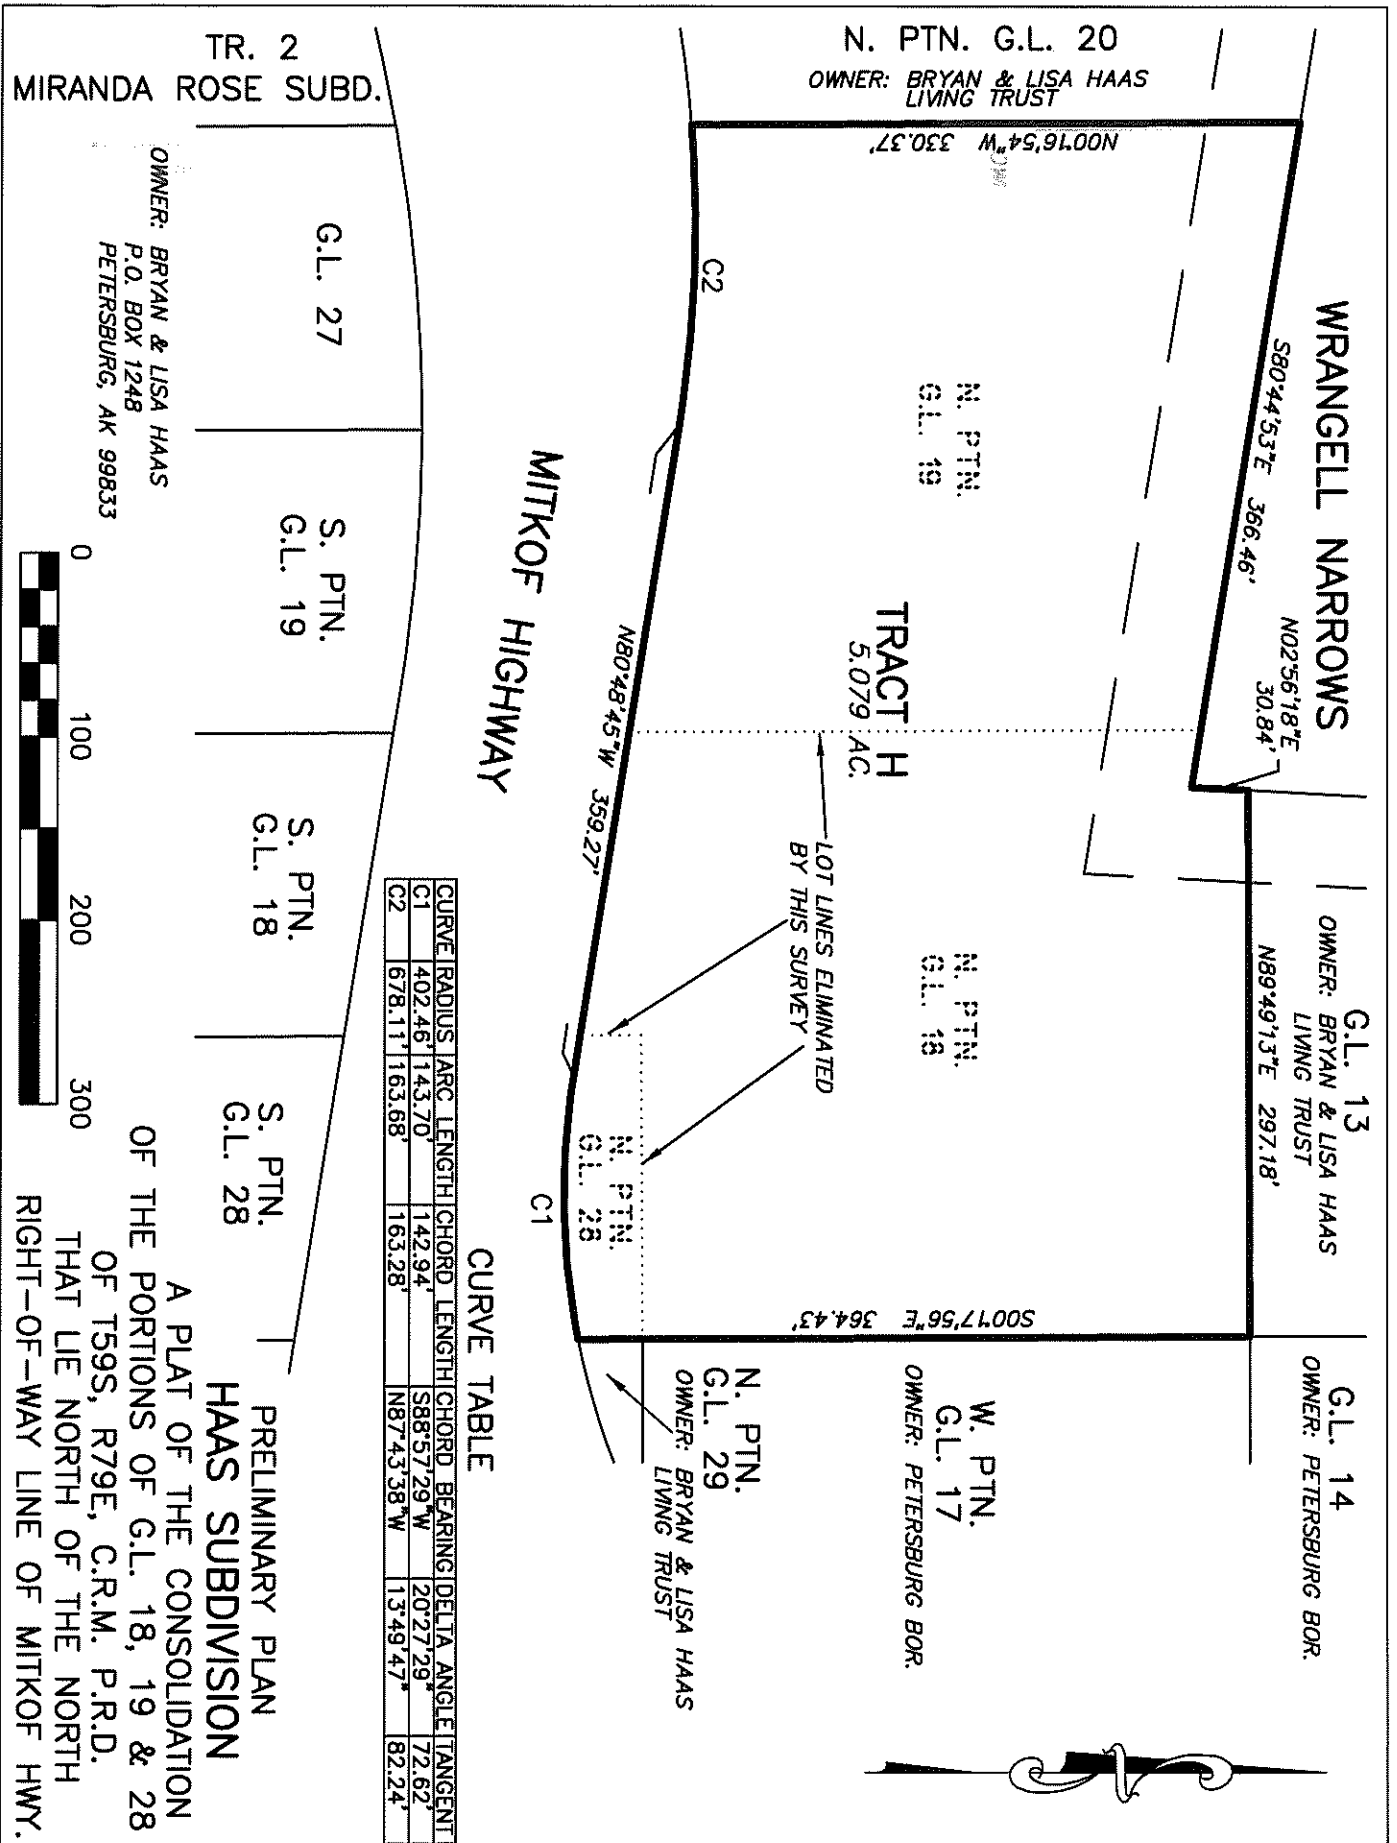 WRANGELL NARROWS
S80°44'53"E 366.46'
N02°56'18"E
30.84'
G.L. 13
OWNER: BRYAN & LISA HAAS
LIVING TRUST
N89°49'13"E 297.18'
G.L. 14
OWNER: PETERSBURG BOR.
N. PTN. G.L. 20
OWNER: BRYAN & LISA HAAS
LIVING TRUST
N00°16'54"W 330.37'
N. PTN.
G.L. 19
TRACT H
5.079 AC.
N. PTN.
G.L. 18
LOT LINES ELIMINATED
BY THIS SURVEY
S00°17'56"E 364.43'
W. PTN.
G.L. 17
OWNER: PETERSBURG BOR.
N. PTN.
G.L. 29
OWNER: BRYAN & LISA HAAS
LIVING TRUST
C2
N80°48'45"W 359.27'
N. PTN.
G.L. 28
C1
MITKOF HIGHWAY
CURVE TABLE
CURVE RADIUS ARC LENGTH CHORD LENGTH CHORD BEARING DELTA ANGLE TANGENT
C1 402.46' 143.70' 142.94' S88°57'29"W 20°27'29" 72.62'
C2 678.11' 163.68' 163.28' N87°43'38"W 13°49'47" 82.24'
TR. 2
MIRANDA ROSE SUBD.
G.L. 27
S. PTN.
G.L. 19
S. PTN.
G.L. 18
S. PTN.
G.L. 28
OWNER: BRYAN & LISA HAAS
P.O. BOX 1248
PETERSBURG, AK 99833
0 100 200 300
PRELIMINARY PLAN
HAAS SUBDIVISION
A PLAT OF THE CONSOLIDATION
OF THE PORTIONS OF G.L. 18, 19 & 28
OF T59S, R79E, C.R.M. P.R.D.
THAT LIE NORTH OF THE NORTH
RIGHT-OF-WAY LINE OF MITKOF HWY.